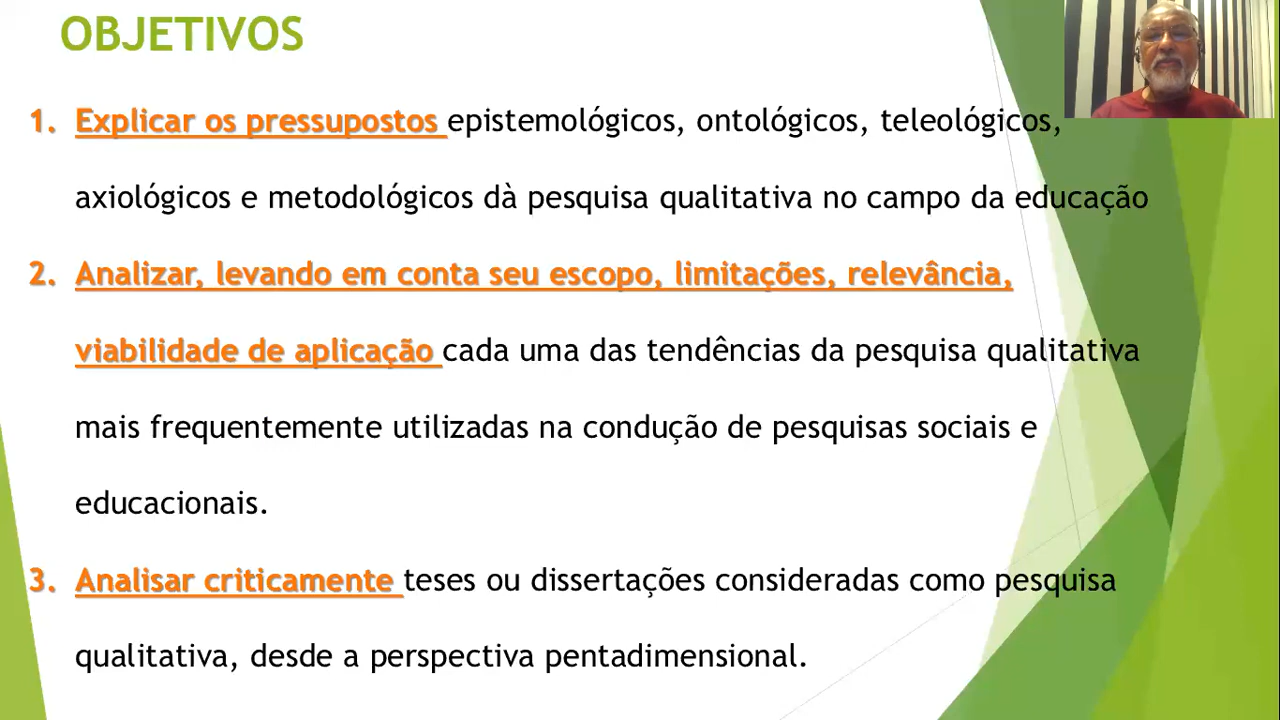 OBJETIVOS
1. Explicar os pressupostos epistemológicos, ontológicos, teleológicos,
axiológicos e metodológicos dà pesquisa qualitativa no campo da educação
2. Analizar, levando em conta seu escopo, limitações, relevância,
viabilidade de aplicação cada uma das tendências da pesquisa qualitativa
mais frequentemente utilizadas na condução de pesquisas sociais e
educacionais.
3. Analisar criticamente teses ou dissertações consideradas como pesquisa
qualitativa, desde a perspectiva pentadimensional.